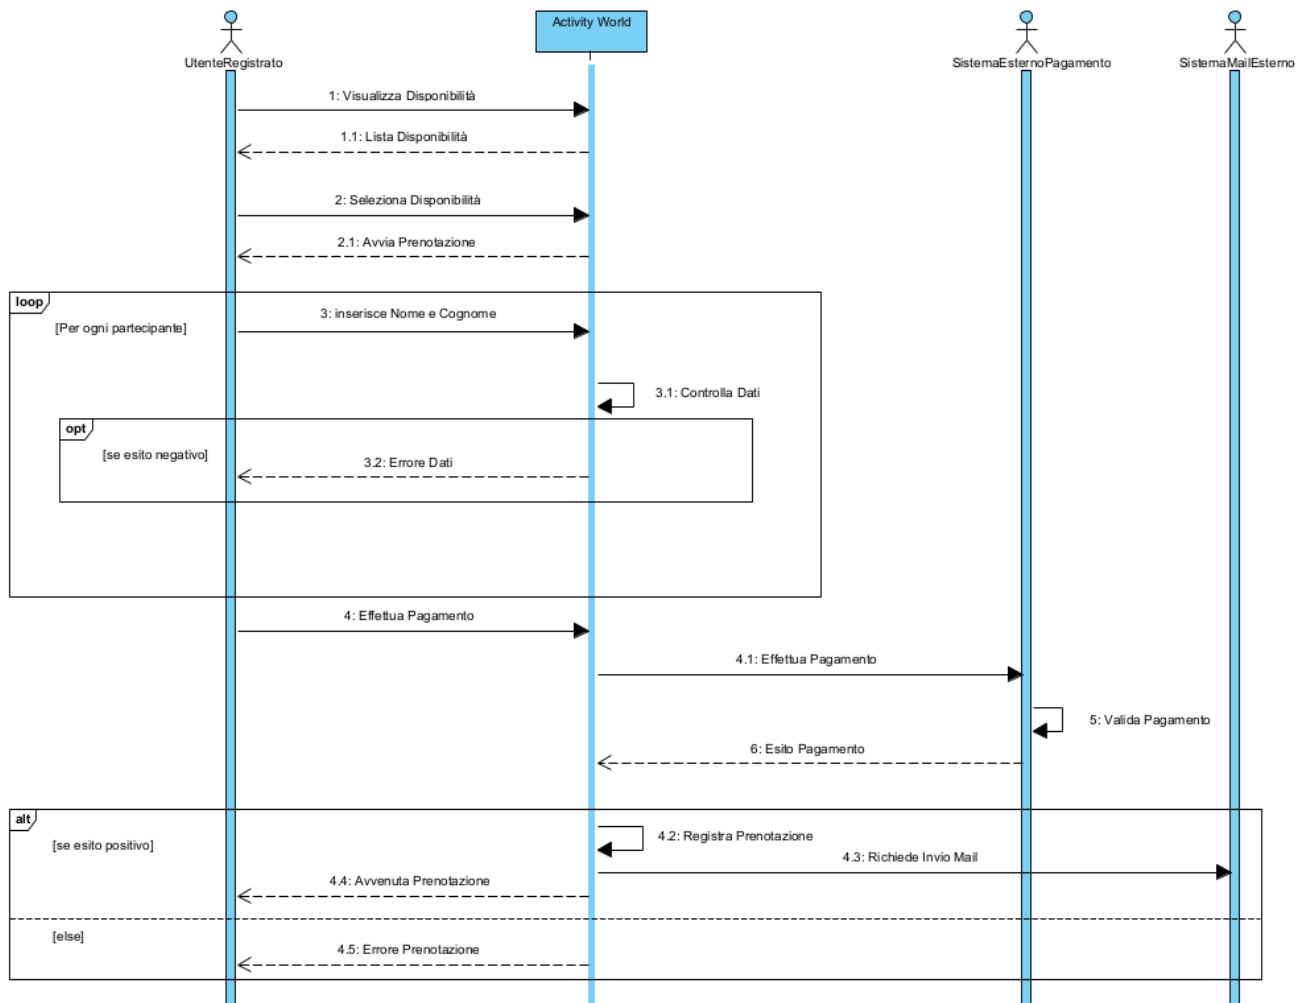 Activity World
UtenteRegistrato
SistemaEsternoPagamento
SistemaMailEsterno
1: Visualizza Disponibilità
1.1: Lista Disponibilità
2: Seleziona Disponibilità
2.1: Avvia Prenotazione
loop
3: inserisce Nome e Cognome
[Per ogni partecipante]
3.1: Controlla Dati
opt
[se esito negativo]
3.2: Errore Dati
4: Effettua Pagamento
4.1: Effettua Pagamento
5: Valida Pagamento
6: Esito Pagamento
alt
4.2: Registra Prenotazione
[se esito positivo]
4.3: Richiede Invio Mail
4.4: Avvenuta Prenotazione
[else]
4.5: Errore Prenotazione